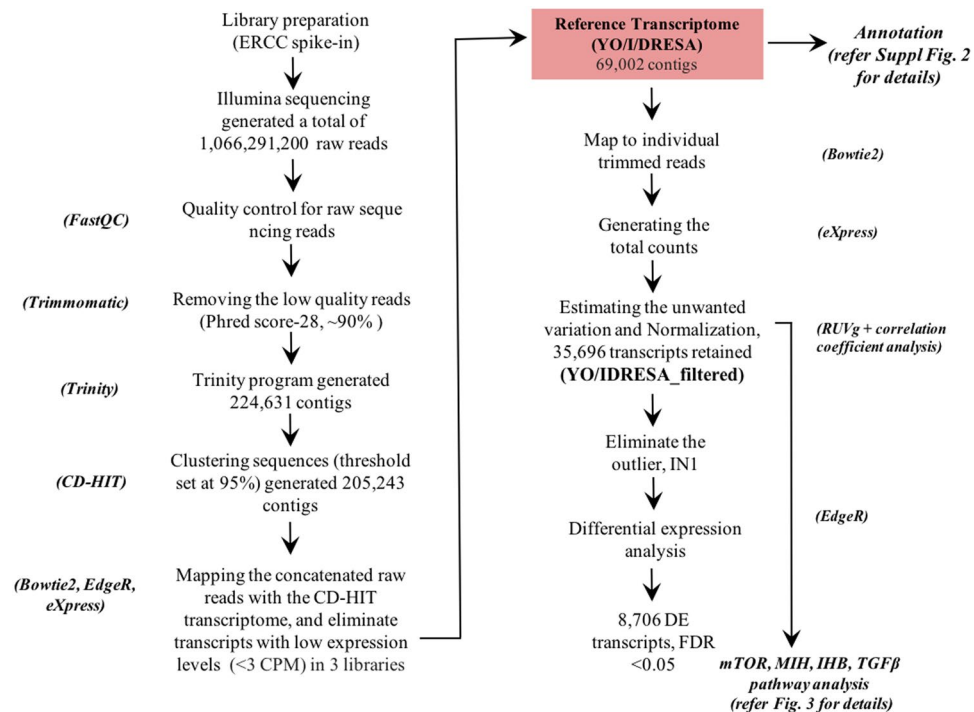 Library preparation
(ERCC spike-in)
Illumina sequencing
generated a total of
1,066,291,200 raw reads
(FastQC)
Quality control for raw seque
ncing reads
(Trimmomatic)
Removing the low quality reads
(Phred score-28, ~90% )
(Trinity)
Trinity program generated
224,631 contigs
(CD-HIT)
Clustering sequences (threshold
set at 95%) generated 205,243
contigs
(Bowtie2, EdgeR,
eXpress)
Mapping the concatenated raw
reads with the CD-HIT
transcriptome, and eliminate
transcripts with low expression
levels (<3 CPM) in 3 libraries
Reference Transcriptome
(YO/I/DRESA)
69,002 contigs
Annotation
(refer Suppl Fig. 2
for details)
Map to individual
trimmed reads
(Bowtie2)
Generating the
total counts
(eXpress)
Estimating the unwanted
variation and Normalization,
35,696 transcripts retained
(YO/IDRESA_filtered)
(RUVg + correlation
coefficient analysis)
Eliminate the
outlier, IN1
(EdgeR)
Differential expression
analysis
8,706 DE
transcripts, FDR
<0.05
mTOR, MIH, IHB, TGFβ
pathway analysis
(refer Fig. 3 for details)